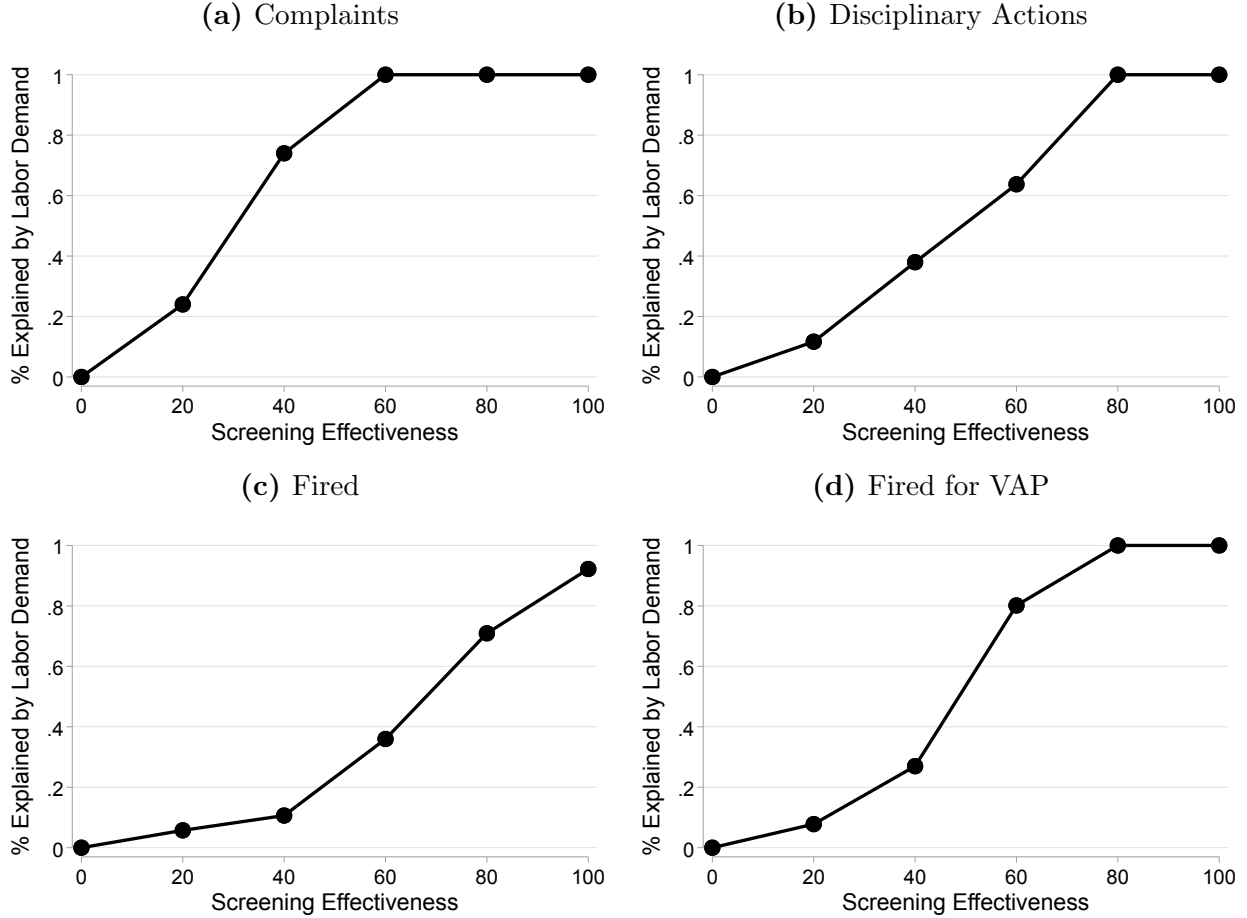 (a) Complaints
% Explained by Labor Demand
1
.8
.6
.4
.2
0
0 20 40 60 80 100
Screening Effectiveness
(b) Disciplinary Actions
% Explained by Labor Demand
1
.8
.6
.4
.2
0
0 20 40 60 80 100
Screening Effectiveness
(c) Fired
% Explained by Labor Demand
1
.8
.6
.4
.2
0
0 20 40 60 80 100
Screening Effectiveness
(d) Fired for VAP
% Explained by Labor Demand
1
.8
.6
.4
.2
0
0 20 40 60 80 100
Screening Effectiveness